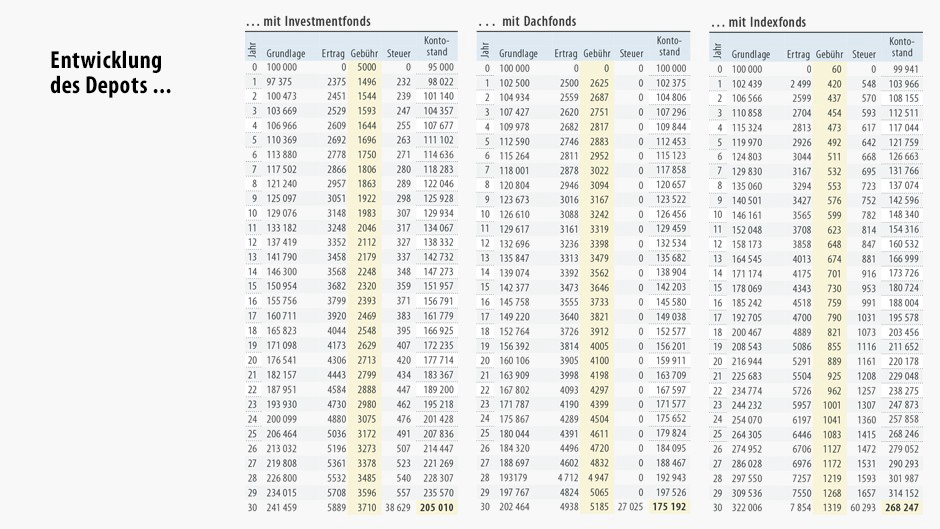 Entwicklung
des Depots ...
... mit Investmentfonds
Jahr Grundlage Ertrag Gebühr Steuer Konto-
stand
0 100 000 0 5000 0 95 000
1 97 375 2375 1496 232 98 022
2 100 473 2451 1544 239 101 140
3 103 669 2529 1593 247 104 357
4 106 966 2609 1644 255 107 677
5 110 369 2692 1696 263 111 102
6 113 880 2778 1750 271 114 636
7 117 502 2866 1806 280 118 283
8 121 240 2957 1863 289 122 046
9 125 097 3051 1922 298 125 928
10 129 076 3148 1983 307 129 934
11 133 182 3248 2046 317 134 067
12 137 419 3352 2112 327 138 332
13 141 790 3458 2179 337 142 732
14 146 300 3568 2248 348 147 273
15 150 954 3682 2320 359 151 957
16 155 756 3799 2393 371 156 791
17 160 711 3920 2469 383 161 779
18 165 823 4044 2548 395 166 925
19 171 098 4173 2629 407 172 235
20 176 541 4306 2713 420 177 714
21 182 157 4443 2799 434 183 367
22 187 951 4584 2888 447 189 200
23 193 930 4730 2980 462 195 218
24 200 099 4880 3075 476 201 428
25 206 464 5036 3172 491 207 836
26 213 032 5196 3273 507 214 447
27 219 808 5361 3378 523 221 269
28 226 800 5532 3485 540 228 307
29 234 015 5708 3596 557 235 570
30 241 459 5889 3710 38 629 205 010
... mit Dachfonds
Jahr Grundlage Ertrag Gebühr Steuer Konto-
stand
0 100 000 0 0 0 100 000
1 102 500 2500 2625 0 102 375
2 104 934 2559 2687 0 104 806
3 107 427 2620 2751 0 107 296
4 109 978 2682 2817 0 109 844
5 112 590 2746 2883 0 112 453
6 115 264 2811 2952 0 115 123
7 118 001 2878 3022 0 117 858
8 120 804 2946 3094 0 120 657
9 123 673 3016 3167 0 123 522
10 126 610 3088 3242 0 126 456
11 129 617 3161 3319 0 129 459
12 132 696 3236 3398 0 132 534
13 135 847 3313 3479 0 135 682
14 139 074 3392 3562 0 138 904
15 142 377 3473 3646 0 142 203
16 145 758 3555 3733 0 145 580
17 149 220 3640 3821 0 149 038
18 152 764 3726 3912 0 152 577
19 156 392 3814 4005 0 156 201
20 160 106 3905 4100 0 159 911
21 163 909 3998 4198 0 163 709
22 167 802 4093 4297 0 167 597
23 171 787 4190 4399 0 171 577
24 175 867 4289 4504 0 175 652
25 180 044 4391 4611 0 179 824
26 184 320 4496 4720 0 184 095
27 188 697 4602 4832 0 188 467
28 193179 4 712 4 947 0 192 943
29 197 767 4824 5065 0 197 526
30 202 464 4938 5185 27 025 175 192
... mit Indexfonds
Jahr Grundlage Ertrag Gebühr Steuer Konto-
stand
0 100 000 0 60 0 99 941
1 102 439 2 499 420 548 103 966
2 106 566 2599 437 570 108 155
3 110 858 2704 454 593 112 511
4 115 324 2813 473 617 117 044
5 119 970 2926 492 642 121 759
6 124 803 3044 511 668 126 663
7 129 830 3167 532 695 131 766
8 135 060 3294 553 723 137 074
9 140 501 3427 576 752 142 596
10 146 161 3565 599 782 148 340
11 152 048 3708 623 814 154 316
12 158 173 3858 648 847 160 532
13 164 545 4013 674 881 166 999
14 171 174 4175 701 916 173 726
15 178 069 4343 730 953 180 724
16 185 242 4518 759 991 188 004
17 192 705 4700 790 1031 195 578
18 200 467 4889 821 1073 203 456
19 208 543 5086 855 1116 211 652
20 216 944 5291 889 1161 220 178
21 225 683 5504 925 1208 229 048
22 234 774 5726 962 1257 238 275
23 244 232 5957 1001 1307 247 873
24 254 070 6197 1041 1360 257 858
25 264 305 6446 1083 1415 268 246
26 274 952 6706 1127 1472 279 052
27 286 028 6976 1172 1531 290 293
28 297 550 7257 1219 1593 301 987
29 309 536 7550 1268 1657 314 152
30 322 006 7 854 1319 60 293 268 247